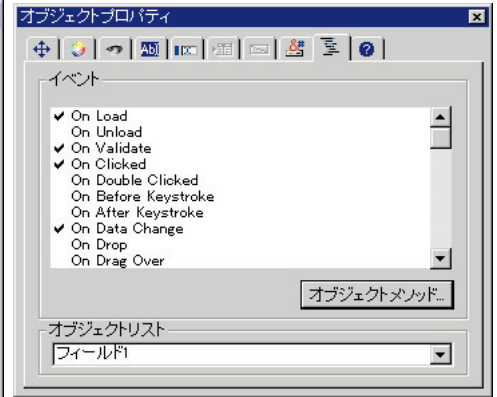 オブジェクトプロパティ
イベント
On Load
On Unload
On Validate
On Clicked
On Double Clicked
On Before Keystroke
On After Keystroke
On Data Change
On Drop
On Drag Over
オブジェクトメソッド...
オブジェクトリスト
フィールド1